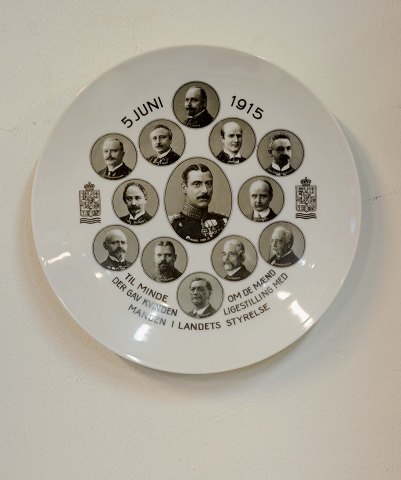 5 JUNI 1915
TIL MINDE OM DE MÆND
DER GAV KVINDEN LIGESTILLING MED
MANDEN I LANDETS STYRELSE